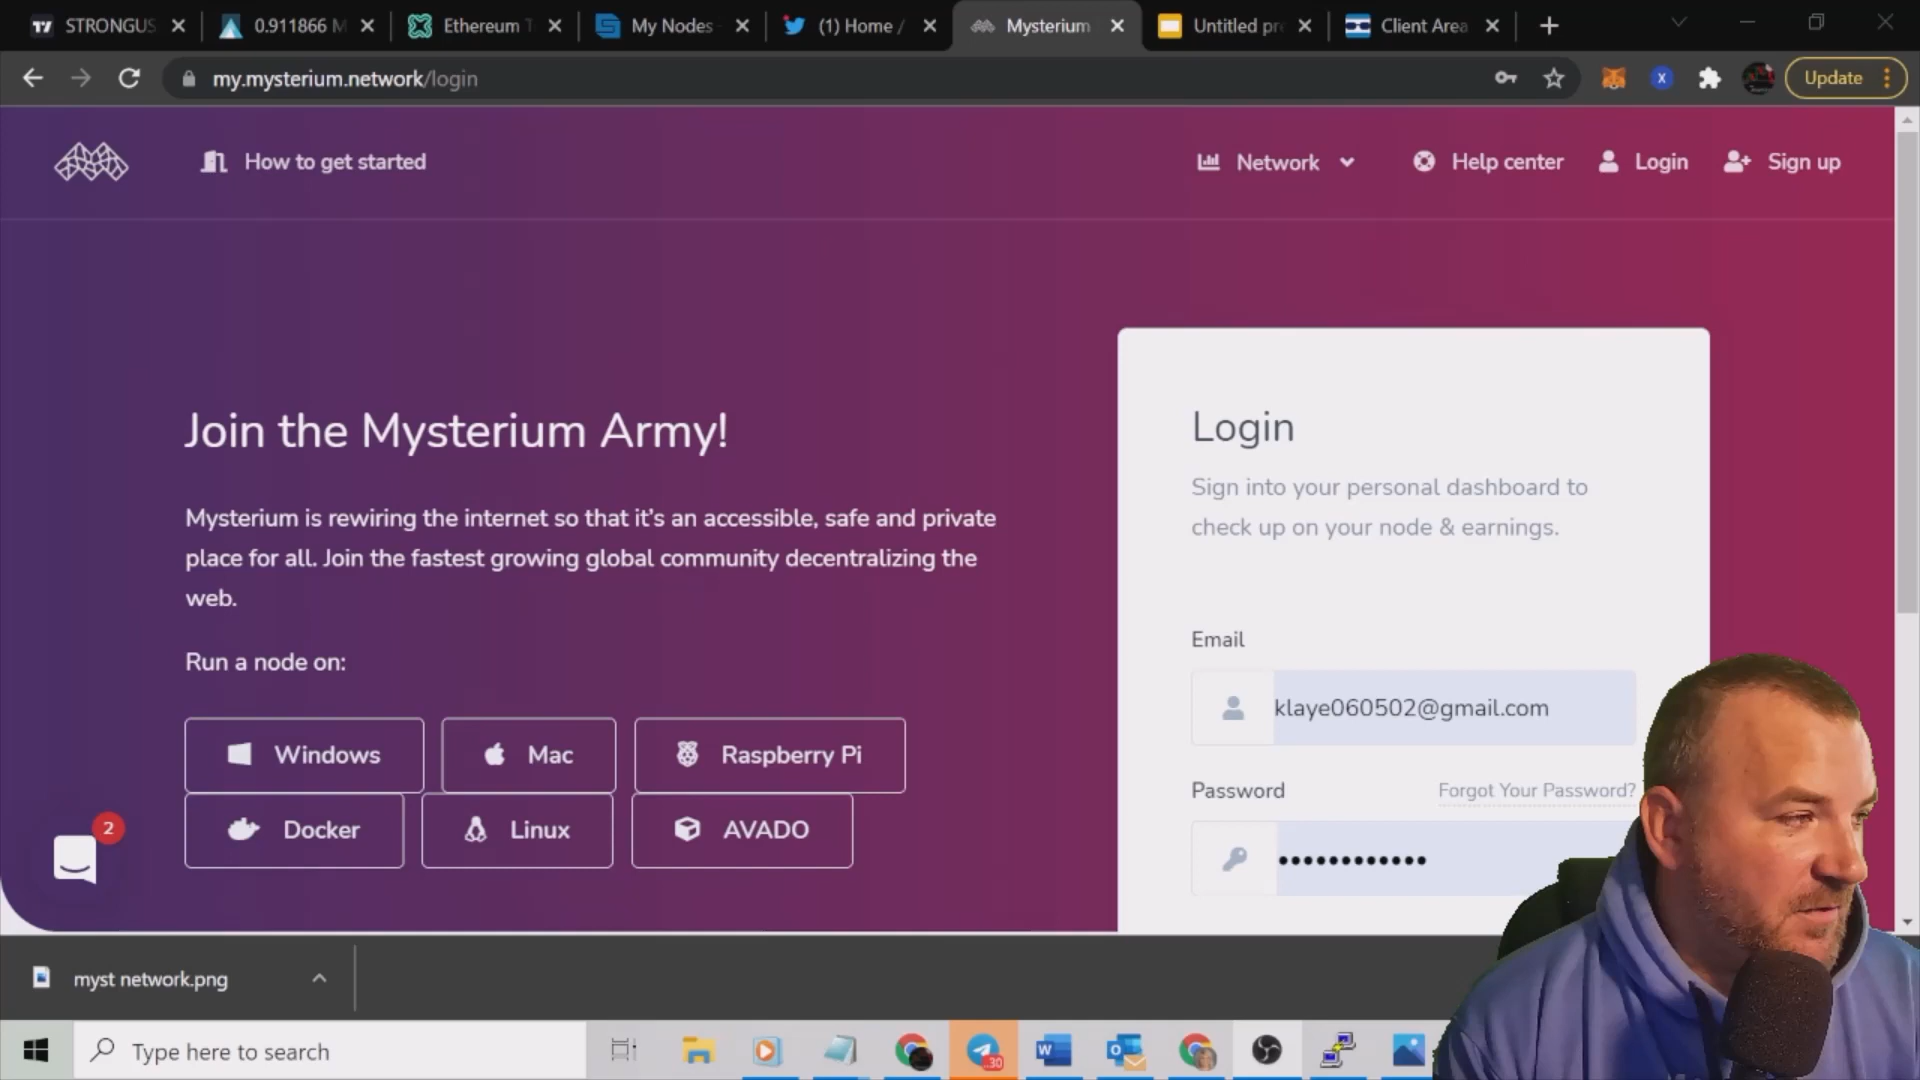 STRONGUS
0.911866 M
Ethereum T
My Nodes -
(1) Home /
Mysterium
Untitled pre
Client Area
my.mysterium.network/login
X
Update
How to get started
Network
Help center
Login
Sign up
Join the Mysterium Army!
Mysterium is rewiring the internet so that it's an accessible, safe and private
place for all. Join the fastest growing global community decentralizing the
web.
Run a node on:
Windows
Mac
Raspberry Pi
Docker
Linux
AVADO
2
Login
Sign into your personal dashboard to
check up on your node & earnings.
Email
klaye060502@gmail.com
Password
Forgot Your Password?
••••••••••••
myst network.png
Type here to search
30